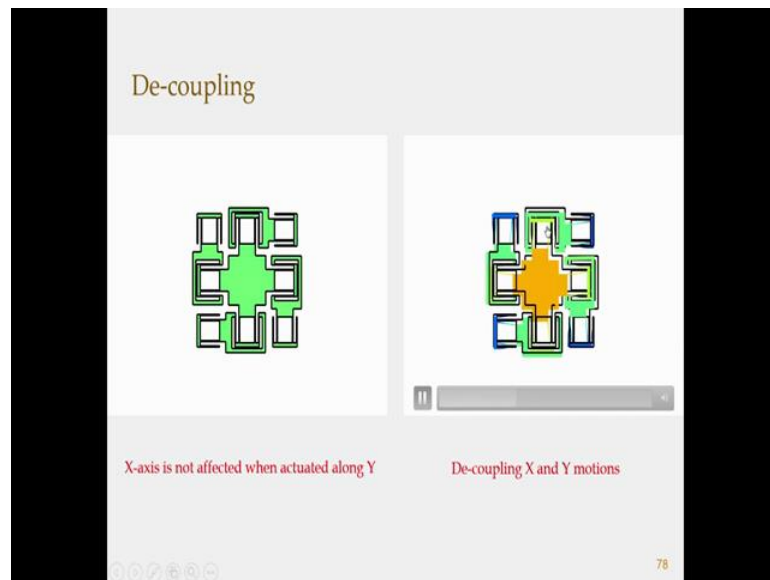 De-coupling
X-axis is not affected when actuated along Y
De-coupling X and Y motions
78